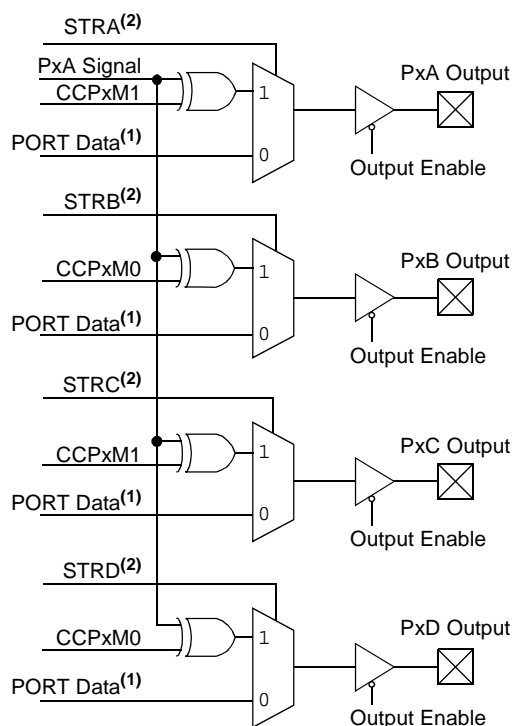 STRA(2)
PxA Signal
CCPxM1
1
PxA Output
PORT Data(1)
0
Output Enable
STRB(2)
CCPxM0
1
PxB Output
PORT Data(1)
0
Output Enable
STRC(2)
CCPxM1
1
PxC Output
PORT Data(1)
0
Output Enable
STRD(2)
CCPxM0
1
PxD Output
PORT Data(1)
0
Output Enable